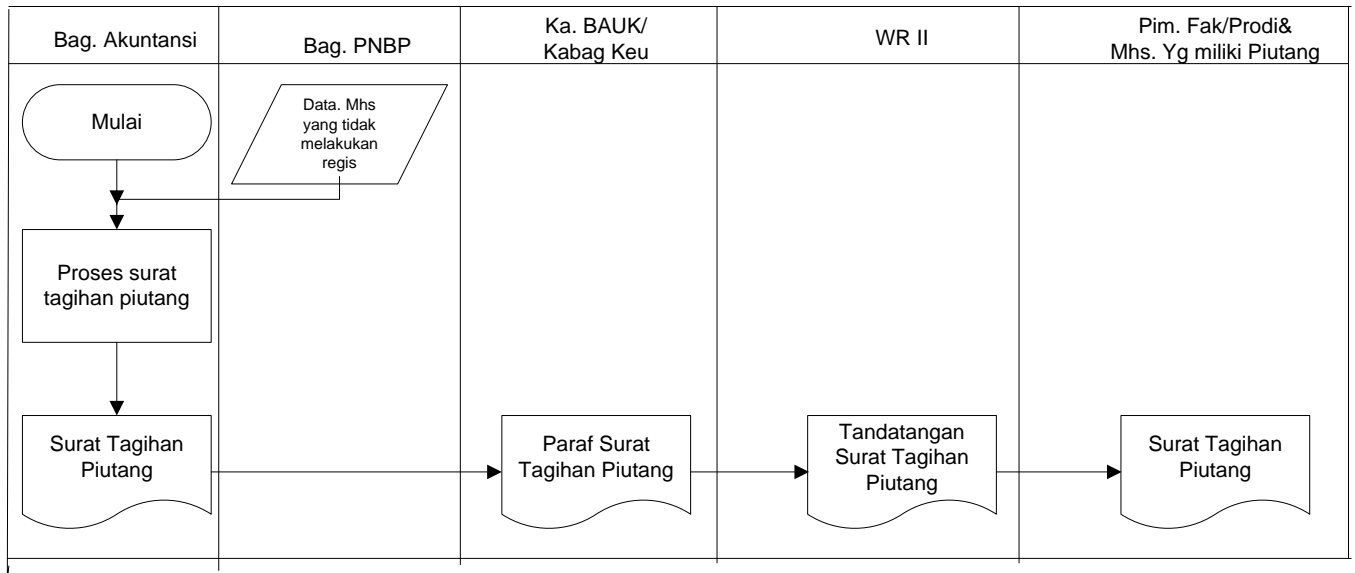 Bag. Akuntansi
Bag. PNBP
Ka. BAUK/
Kabag Keu
WR II
Pim. Fak/Prodi&
Mhs. Yg miliki Piutang
Mulai
Data. Mhs
yang tidak
melakukan
regis
Proses surat
tagihan piutang
Surat Tagihan
Piutang
Paraf Surat
Tagihan Piutang
Tandatangan
Surat Tagihan
Piutang
Surat Tagihan
Piutang